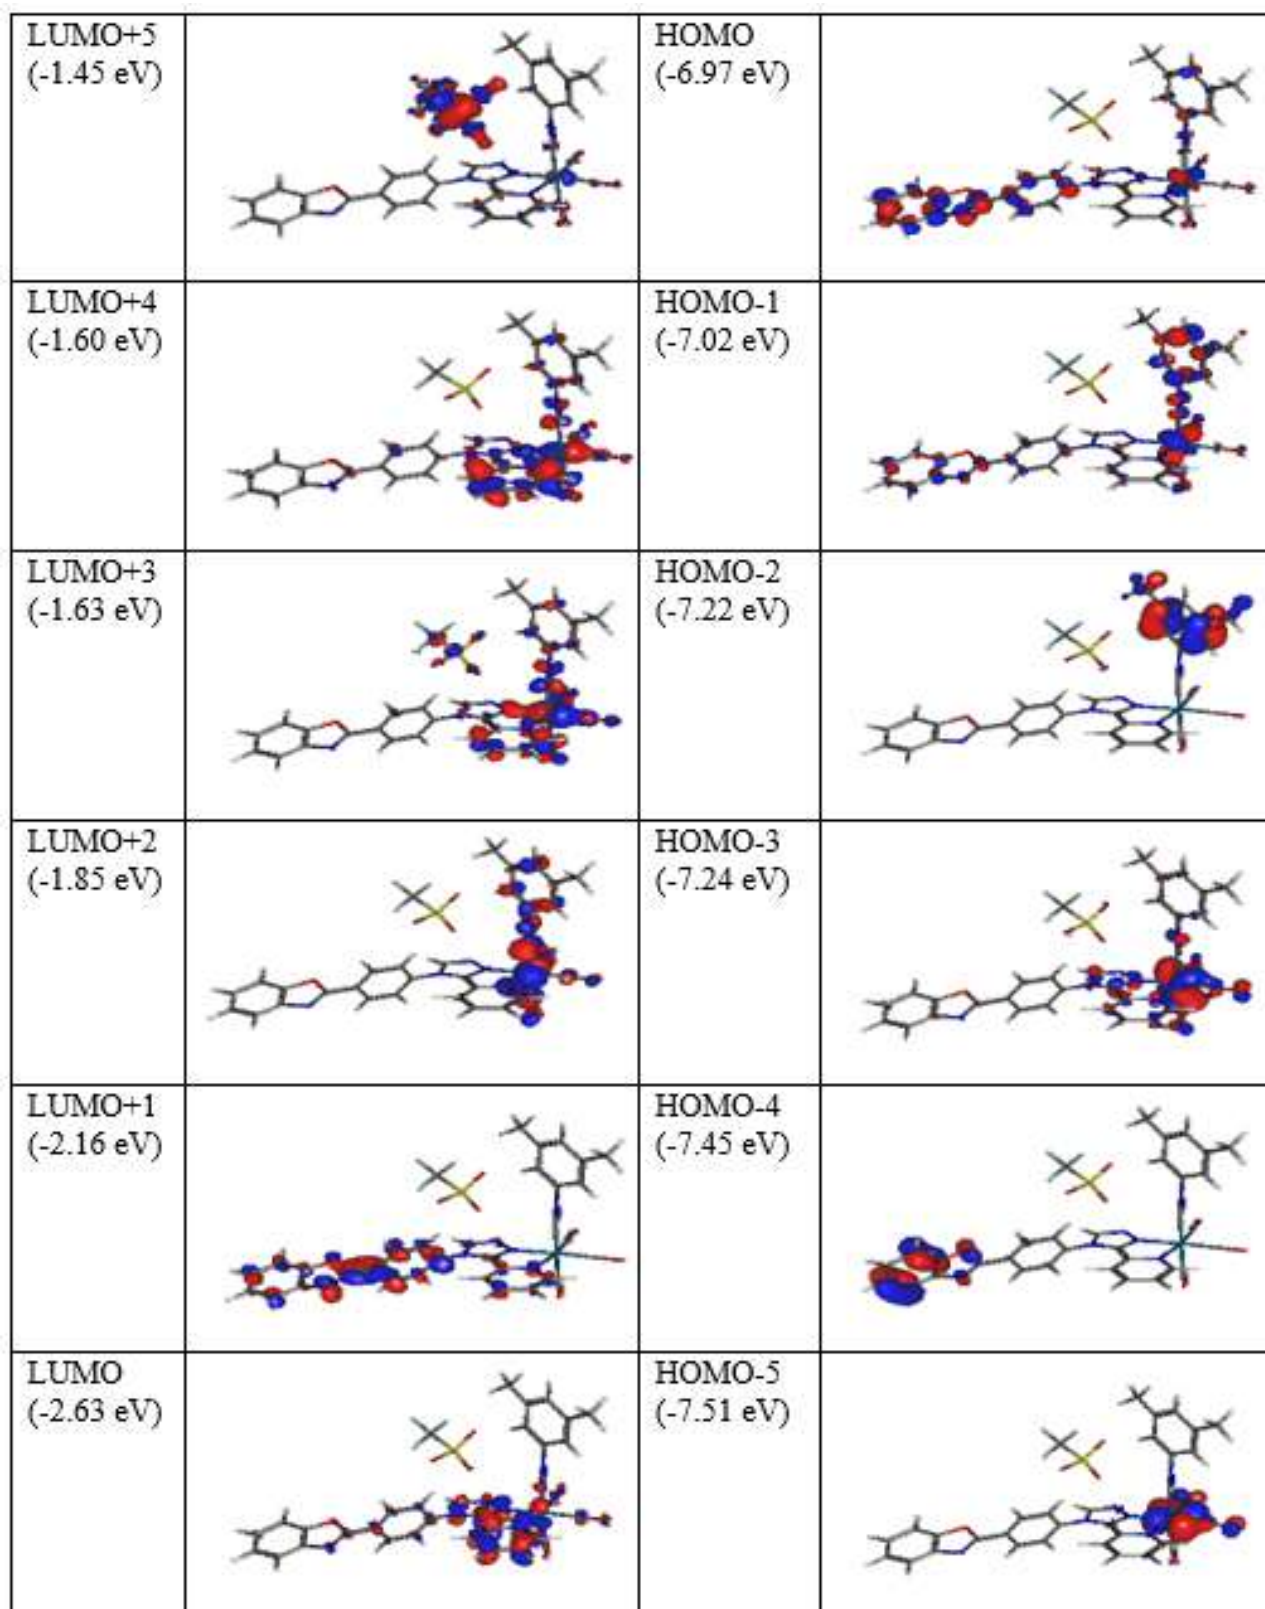 LUMO+5
(-1.45 eV)
HOMO
(-6.97 eV)
LUMO+4
(-1.60 eV)
HOMO-1
(-7.02 eV)
LUMO+3
(-1.63 eV)
HOMO-2
(-7.22 eV)
LUMO+2
(-1.85 eV)
HOMO-3
(-7.24 eV)
LUMO+1
(-2.16 eV)
HOMO-4
(-7.45 eV)
LUMO
(-2.63 eV)
HOMO-5
(-7.51 eV)